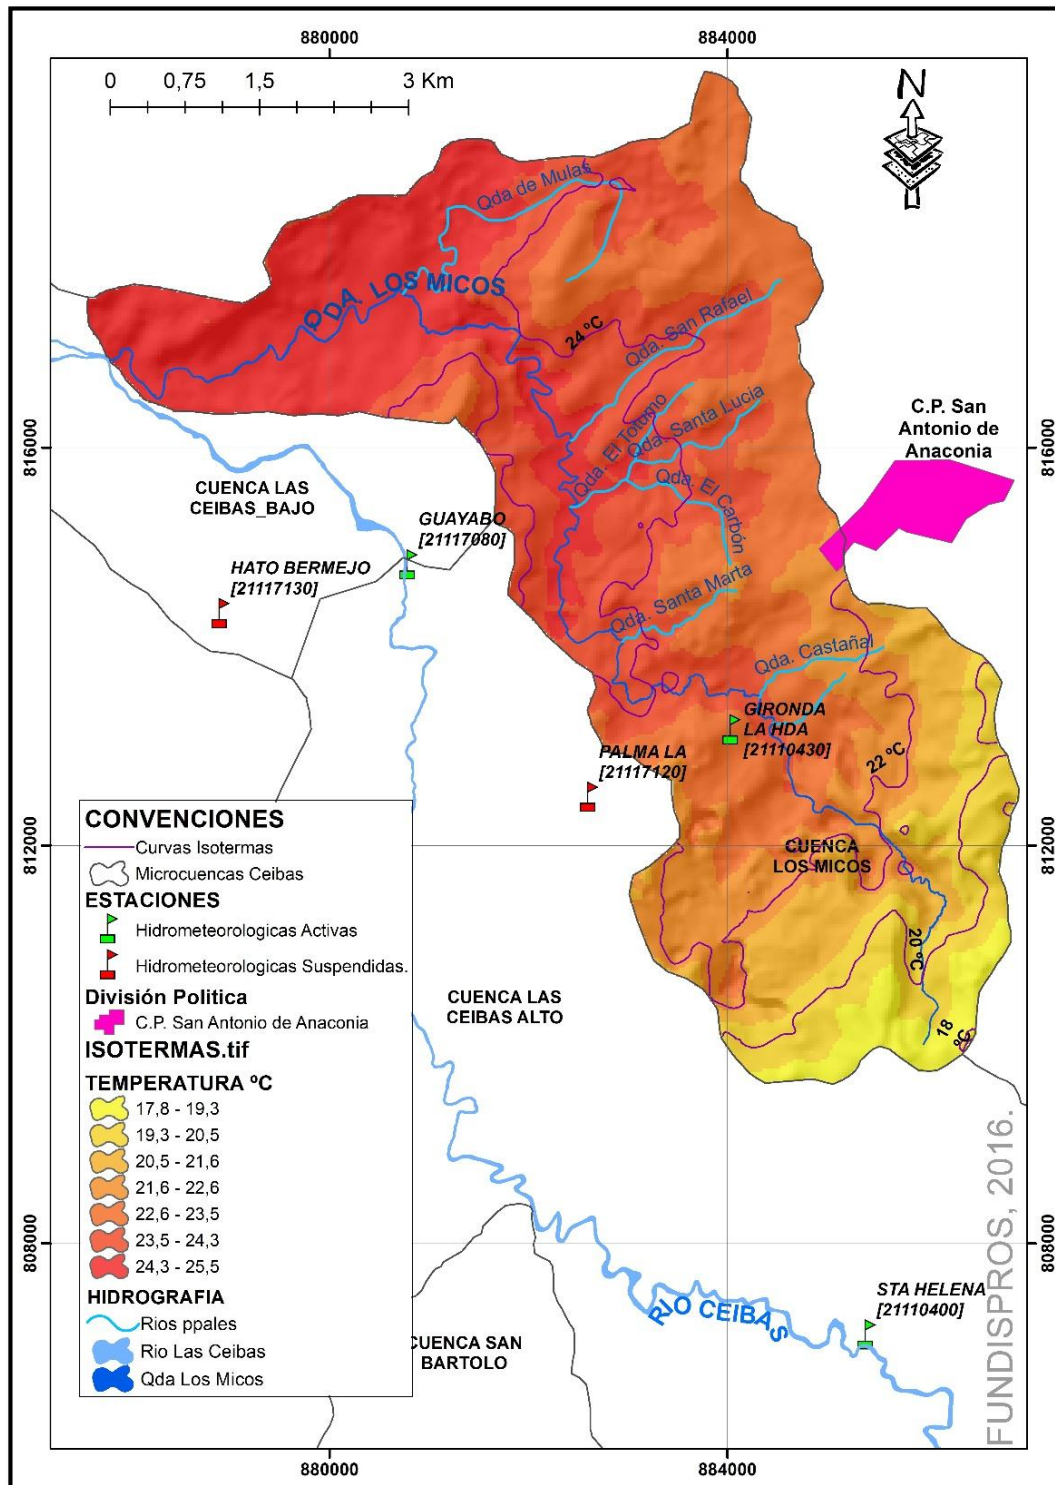 880000
884000
0 0,75 1,5 3 Km
N
Qda de Mulas
QDA. LOS MICOS
24 ºC
Qda. San Rafael
Qda. El Totomo
Qda. Santa Lucia
C.P. San
Antonio de
Anaconia
816000
816000
CUENCA LAS
CEIBAS_BAJO
Qda. El Carbón
GUAYABO
[21117080]
HATO BERMEJO
[21117130]
Qda. Santa Marta
Qda. Castañal
GIRONDA
LA HDA
[21110430]
PALMA LA
[21117120]
22 ºC
812000
812000
CUENCA
LOS MICOS
20 ºC
18 ºC
CUENCA LAS
CEIBAS ALTO
CONVENCIONES
Curvas Isotermas
Microcuencas Ceibas
ESTACIONES
Hidrometeorologicas Activas
Hidrometeorologicas Suspendidas.
División Politica
C.P. San Antonio de Anaconia
ISOTERMAS.tif
TEMPERATURA ºC
17,8 - 19,3
19,3 - 20,5
20,5 - 21,6
21,6 - 22,6
22,6 - 23,5
23,5 - 24,3
24,3 - 25,5
HIDROGRAFIA
Rios ppales
Rio Las Ceibas
Qda Los Micos
808000
808000
STA HELENA
[21110400]
RIO CEIBAS
CUENCA SAN
BARTOLO
FUNDISPROS, 2016.
880000
884000